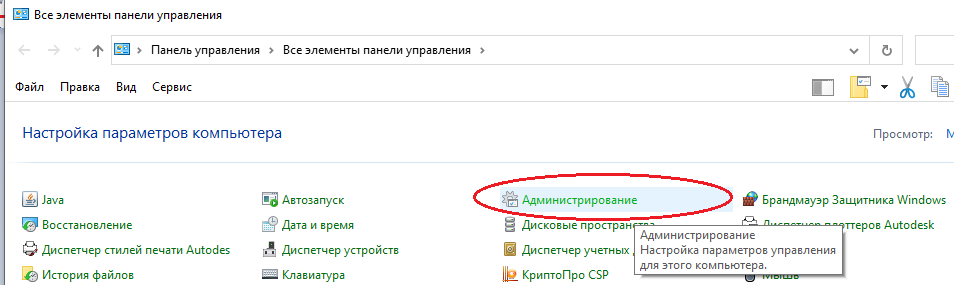 Все элементы панели управления
Панель управления > Все элементы панели управления >
Файл Правка Вид Сервис
Настройка параметров компьютера
Просмотр:
Java Автозапуск Администрирование Брандмауэр Защитника Windows
Восстановление Дата и время Дисковые пространства Диспетчер плоттеров Autodesk
Диспетчер стилей печати Autodes Диспетчер устройств Диспетчер учетных
История файлов Клавиатура КриптоПро CSP Мышь
Администрирование
Настройка параметров управления
для этого компьютера.